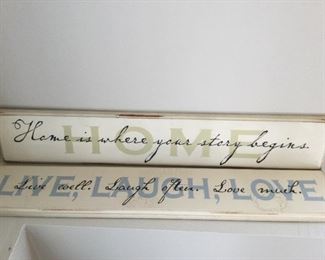 HOME
Home is where your story begins.
LIVE, LAUGH, LOVE
Live well. Laugh often. Love much.